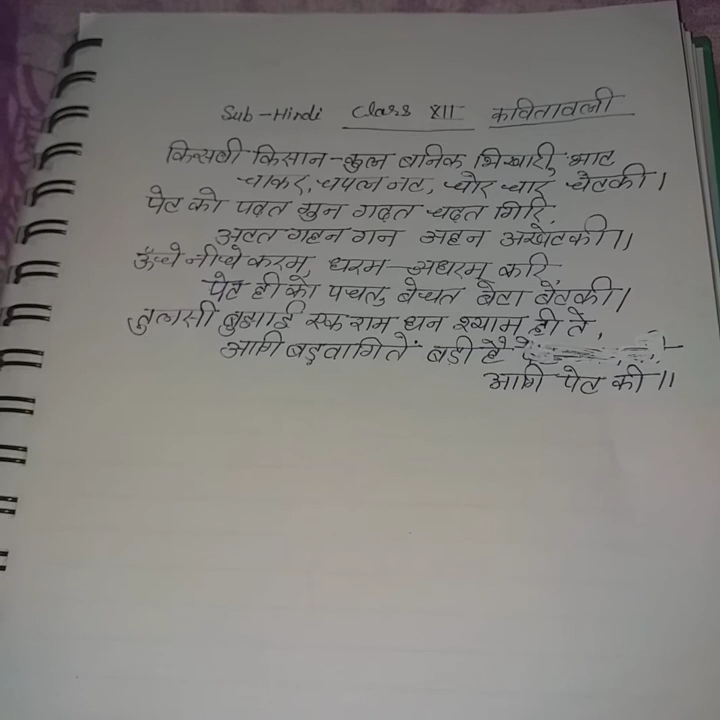 Sub-Hindi Class XII कवितावली
किसबी किसान-कुल बनिक, भिखारी, भाट
चाकर, चपल नट, चोर चार चेटकी।
पेट को पढ़त गुन गढ़त चढ़त गिरि,
अटत गहन गन अहन अखेटकी।।
ऊँचे नीचे करम, धरम-अधरम करि
पेट ही को पचत, बेचत बेटा बेटकी।
तुलसी बुझाई एक राम घन श्याम ही ते,
आगि बड़वागितें बड़ी है
आगि पेट की॥